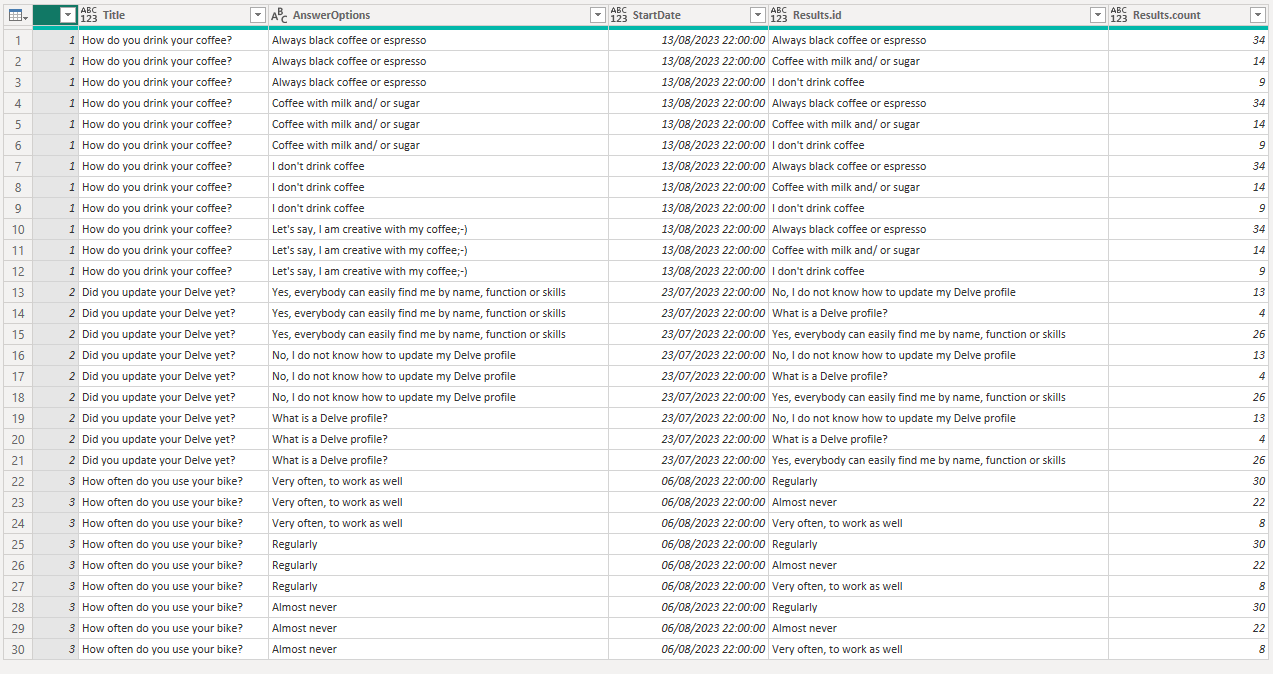 ABC 123 Title ABC AnswerOptions ABC 123 StartDate ABC 123 Results.id ABC 123 Results.count
1 1 How do you drink your coffee? Always black coffee or espresso 13/08/2023 22:00:00 Always black coffee or espresso 34
2 1 How do you drink your coffee? Always black coffee or espresso 13/08/2023 22:00:00 Coffee with milk and/ or sugar 14
3 1 How do you drink your coffee? Always black coffee or espresso 13/08/2023 22:00:00 I don't drink coffee 9
4 1 How do you drink your coffee? Coffee with milk and/ or sugar 13/08/2023 22:00:00 Always black coffee or espresso 34
5 1 How do you drink your coffee? Coffee with milk and/ or sugar 13/08/2023 22:00:00 Coffee with milk and/ or sugar 14
6 1 How do you drink your coffee? Coffee with milk and/ or sugar 13/08/2023 22:00:00 I don't drink coffee 9
7 1 How do you drink your coffee? I don't drink coffee 13/08/2023 22:00:00 Always black coffee or espresso 34
8 1 How do you drink your coffee? I don't drink coffee 13/08/2023 22:00:00 Coffee with milk and/ or sugar 14
9 1 How do you drink your coffee? I don't drink coffee 13/08/2023 22:00:00 I don't drink coffee 9
10 1 How do you drink your coffee? Let's say, I am creative with my coffee;-) 13/08/2023 22:00:00 Always black coffee or espresso 34
11 1 How do you drink your coffee? Let's say, I am creative with my coffee;-) 13/08/2023 22:00:00 Coffee with milk and/ or sugar 14
12 1 How do you drink your coffee? Let's say, I am creative with my coffee;-) 13/08/2023 22:00:00 I don't drink coffee 9
13 2 Did you update your Delve yet? Yes, everybody can easily find me by name, function or skills 23/07/2023 22:00:00 No, I do not know how to update my Delve profile 13
14 2 Did you update your Delve yet? Yes, everybody can easily find me by name, function or skills 23/07/2023 22:00:00 What is a Delve profile? 4
15 2 Did you update your Delve yet? Yes, everybody can easily find me by name, function or skills 23/07/2023 22:00:00 Yes, everybody can easily find me by name, function or skills 26
16 2 Did you update your Delve yet? No, I do not know how to update my Delve profile 23/07/2023 22:00:00 No, I do not know how to update my Delve profile 13
17 2 Did you update your Delve yet? No, I do not know how to update my Delve profile 23/07/2023 22:00:00 What is a Delve profile? 4
18 2 Did you update your Delve yet? No, I do not know how to update my Delve profile 23/07/2023 22:00:00 Yes, everybody can easily find me by name, function or skills 26
19 2 Did you update your Delve yet? What is a Delve profile? 23/07/2023 22:00:00 No, I do not know how to update my Delve profile 13
20 2 Did you update your Delve yet? What is a Delve profile? 23/07/2023 22:00:00 What is a Delve profile? 4
21 2 Did you update your Delve yet? What is a Delve profile? 23/07/2023 22:00:00 Yes, everybody can easily find me by name, function or skills 26
22 3 How often do you use your bike? Very often, to work as well 06/08/2023 22:00:00 Regularly 30
23 3 How often do you use your bike? Very often, to work as well 06/08/2023 22:00:00 Almost never 22
24 3 How often do you use your bike? Very often, to work as well 06/08/2023 22:00:00 Very often, to work as well 8
25 3 How often do you use your bike? Regularly 06/08/2023 22:00:00 Regularly 30
26 3 How often do you use your bike? Regularly 06/08/2023 22:00:00 Almost never 22
27 3 How often do you use your bike? Regularly 06/08/2023 22:00:00 Very often, to work as well 8
28 3 How often do you use your bike? Almost never 06/08/2023 22:00:00 Regularly 30
29 3 How often do you use your bike? Almost never 06/08/2023 22:00:00 Almost never 22
30 3 How often do you use your bike? Almost never 06/08/2023 22:00:00 Very often, to work as well 8